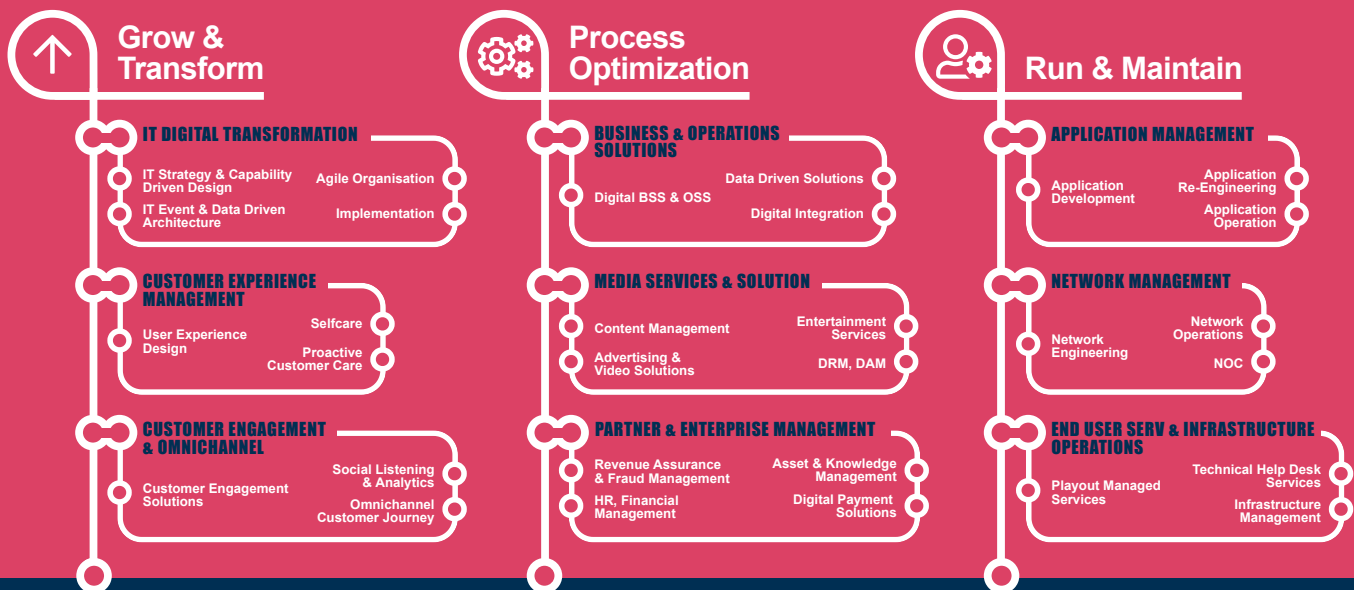 Grow &
Transform
IT DIGITAL TRANSFORMATION
IT Strategy & Capability
Driven Design
IT Event & Data Driven
Architecture
Agile Organisation
Implementation
CUSTOMER EXPERIENCE
MANAGEMENT
User Experience
Design
Selfcare
Proactive
Customer Care
CUSTOMER ENGAGEMENT
& OMNICHANNEL
Customer Engagement
Solutions
Social Listening
& Analytics
Omnichannel
Customer Journey
Process
Optimization
BUSINESS & OPERATIONS
SOLUTIONS
Digital BSS & OSS
Data Driven Solutions
Digital Integration
MEDIA SERVICES & SOLUTION
Content Management
Advertising &
Video Solutions
Entertainment
Services
DRM, DAM
PARTNER & ENTERPRISE MANAGEMENT
Revenue Assurance
& Fraud Management
HR, Financial
Management
Asset & Knowledge
Management
Digital Payment
Solutions
Run & Maintain
APPLICATION MANAGEMENT
Application
Development
Application
Re-Engineering
Application
Operation
NETWORK MANAGEMENT
Network
Engineering
Network
Operations
NOC
END USER SERV & INFRASTRUCTURE
OPERATIONS
Playout Managed
Services
Technical Help Desk
Services
Infrastructure
Management